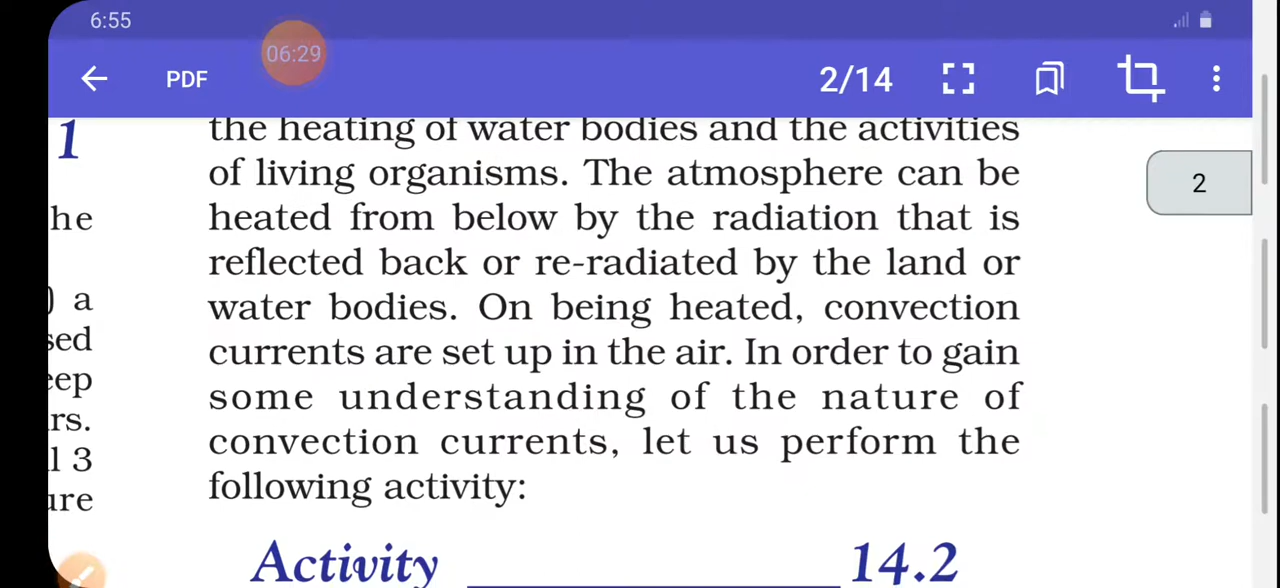 6:55
06:29
PDF
2/14
2
1
the heating of water bodies and the activities
of living organisms. The atmosphere can be
heated from below by the radiation that is
reflected back or re-radiated by the land or
water bodies. On being heated, convection
currents are set up in the air. In order to gain
some understanding of the nature of
convection currents, let us perform the
following activity:
Activity 14.2
he
) a
sed
eep
rs.
l 3
ure